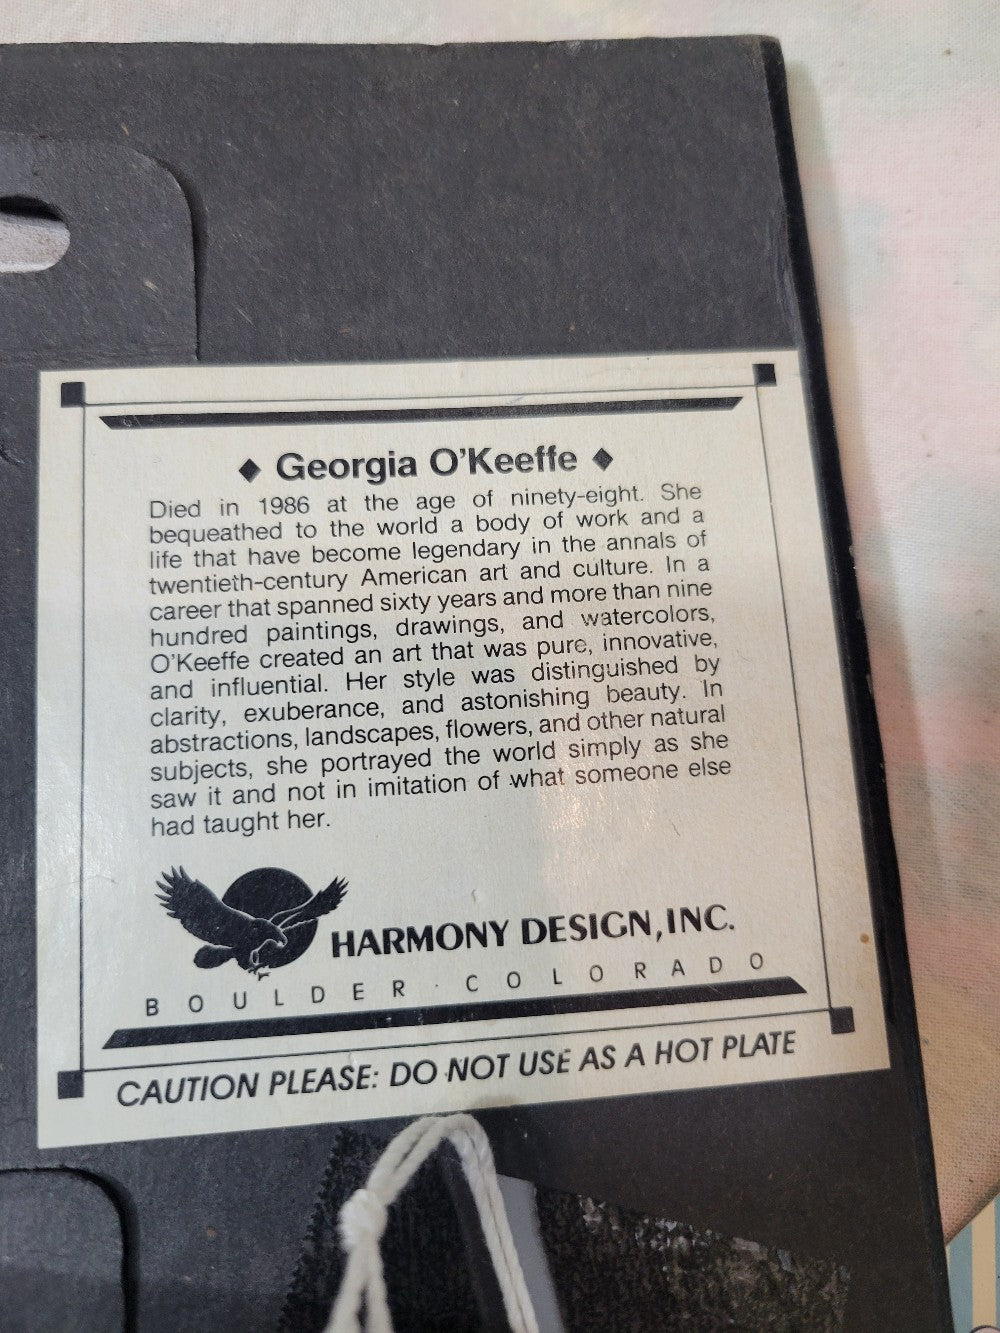 ◆ Georgia O'Keeffe ◆
Died in 1986 at the age of ninety-eight. She
bequeathed to the world a body of work and a
life that have become legendary in the annals of
twentieth-century American art and culture. In a
career that spanned sixty years and more than nine
hundred paintings, drawings, and watercolors,
O'Keeffe created an art that was pure, innovative,
and influential. Her style was distinguished by
clarity, exuberance, and astonishing beauty. In
abstractions, landscapes, flowers, and other natural
subjects, she portrayed the world simply as she
saw it and not in imitation of what someone else
had taught her.
HARMONY DESIGN, INC.
BOULDER · COLORADO
CAUTION PLEASE: DO NOT USE AS A HOT PLATE